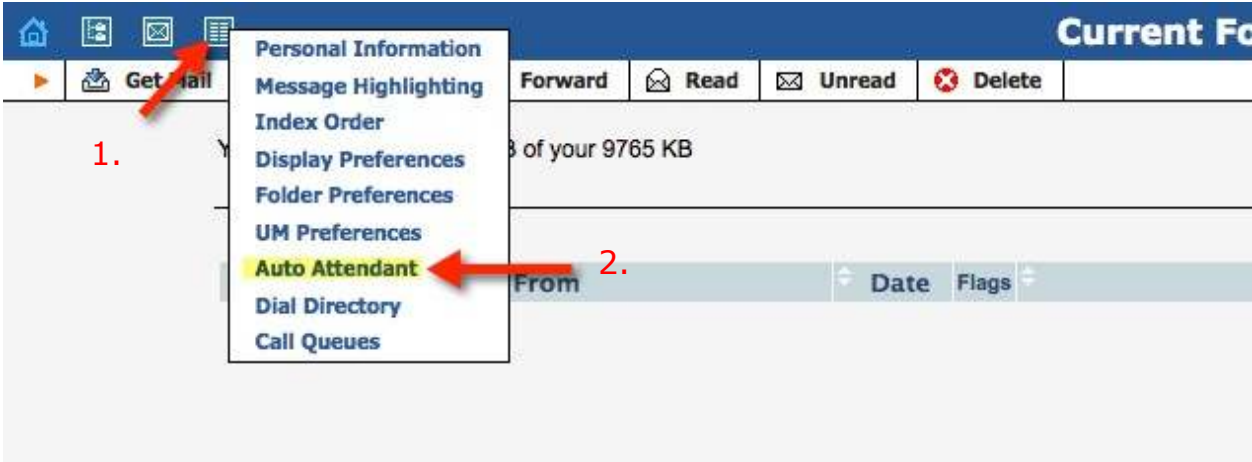 Current Fo
Personal Information
Get Mail
Message Highlighting
Forward
Read
Unread
Delete
Index Order
1.
Y
of your 9765 KB
Display Preferences
Folder Preferences
UM Preferences
Auto Attendant
2.
From
Date
Flags
Dial Directory
Call Queues